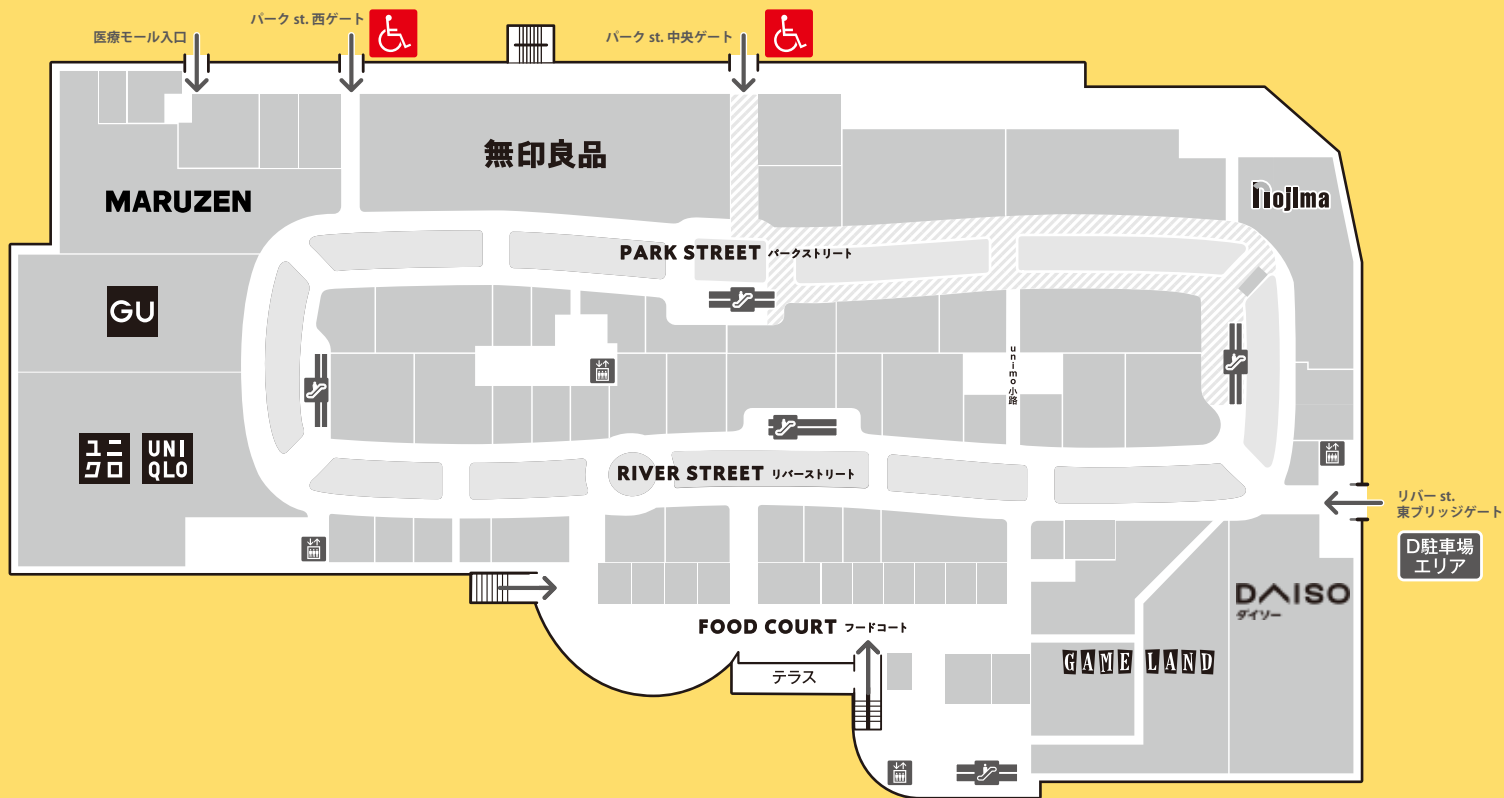 パーク st. 西ゲート
医療モール入口
パーク st. 中央ゲート
無印良品
MARUZEN
nojima
PARK STREET パークストリート
GU
unimo小路
ユニ
クロ
UNI
QLO
RIVER STREET リバーストリート
リバー st.
東ブリッジゲート
D駐車場
エリア
DAISO
ダイソー
FOOD COURT フードコート
GAME LAND
テラス